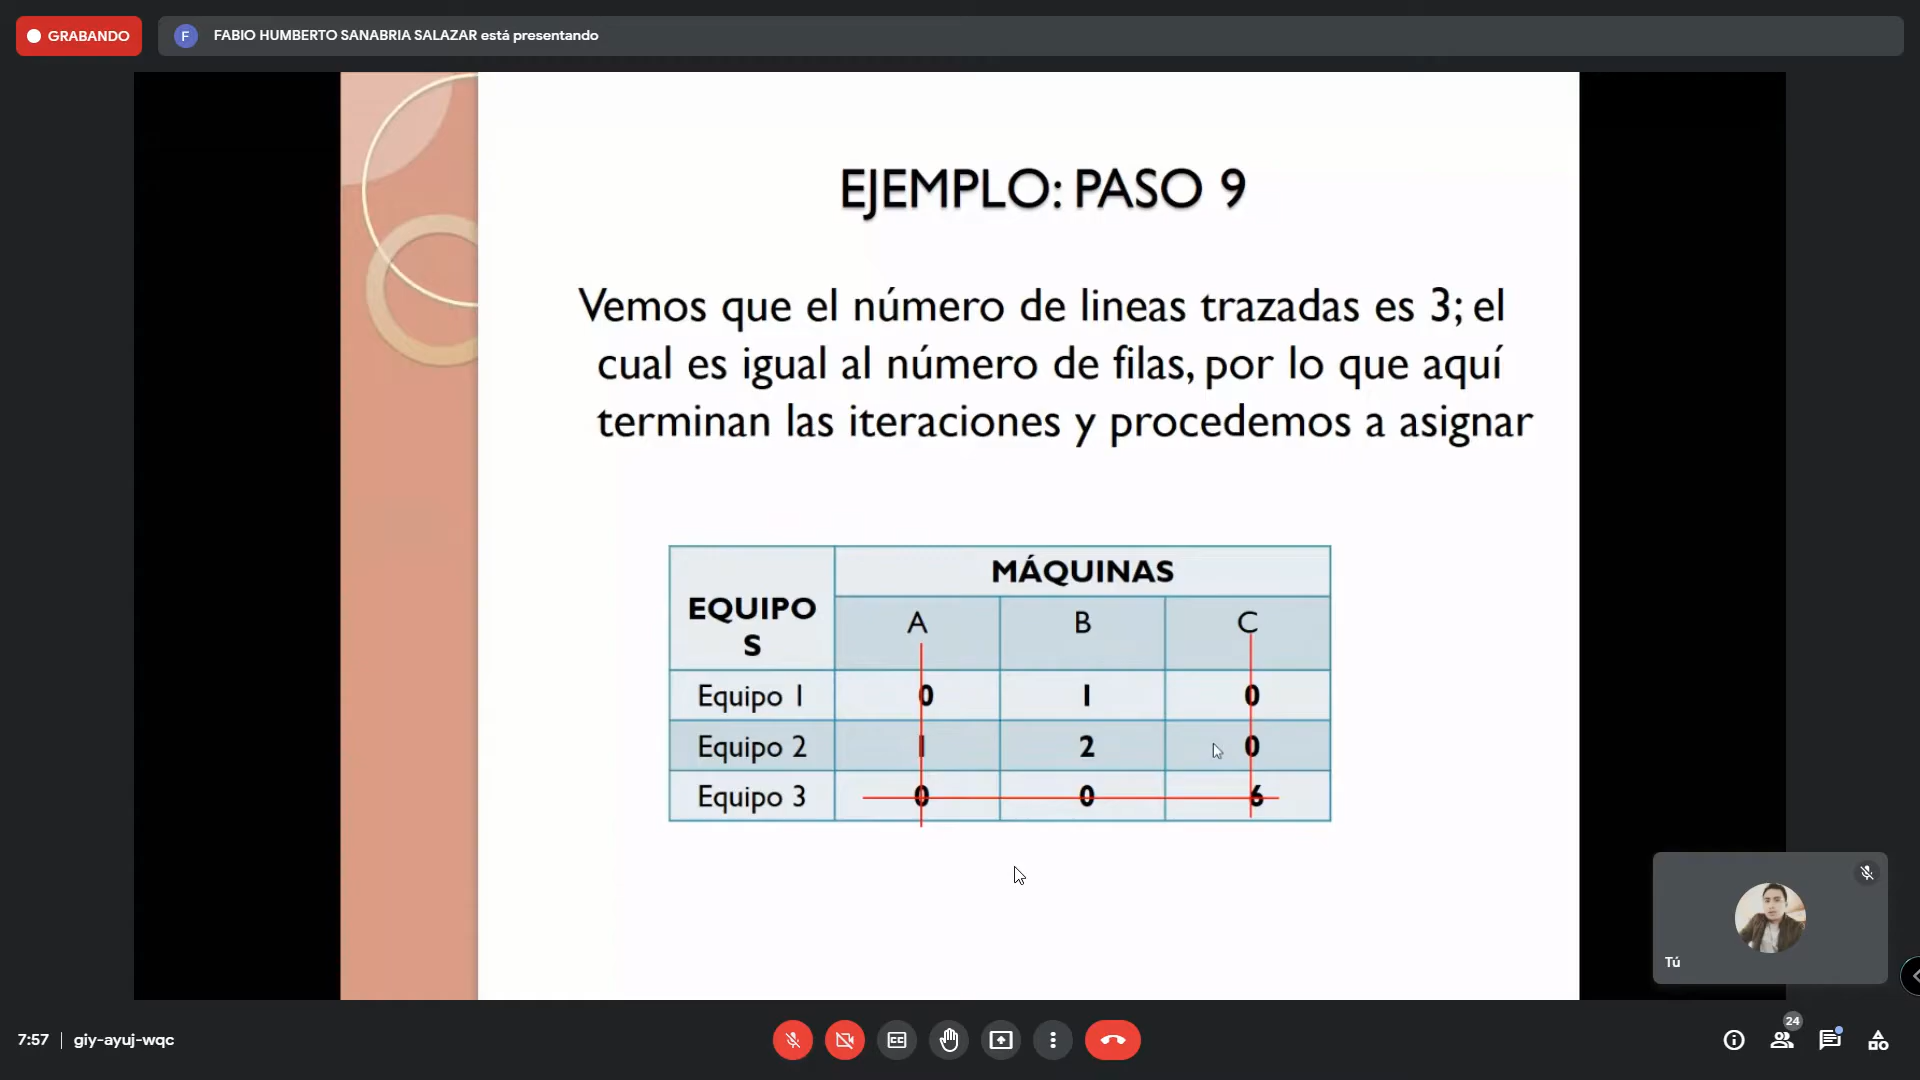 GRABANDO
F
FABIO HUMBERTO SANABRIA SALAZAR está presentando
EJEMPLO: PASO 9
Vemos que el número de lineas trazadas es 3; el
cual es igual al número de filas, por lo que aquí
terminan las iteraciones y procedemos a asignar
EQUIPO
S
MÁQUINAS
A B C
Equipo 1 0 1 0
Equipo 2 1 2 0
Equipo 3 0 0 6
Tú
7:57 | giy-ayuj-wqc
24